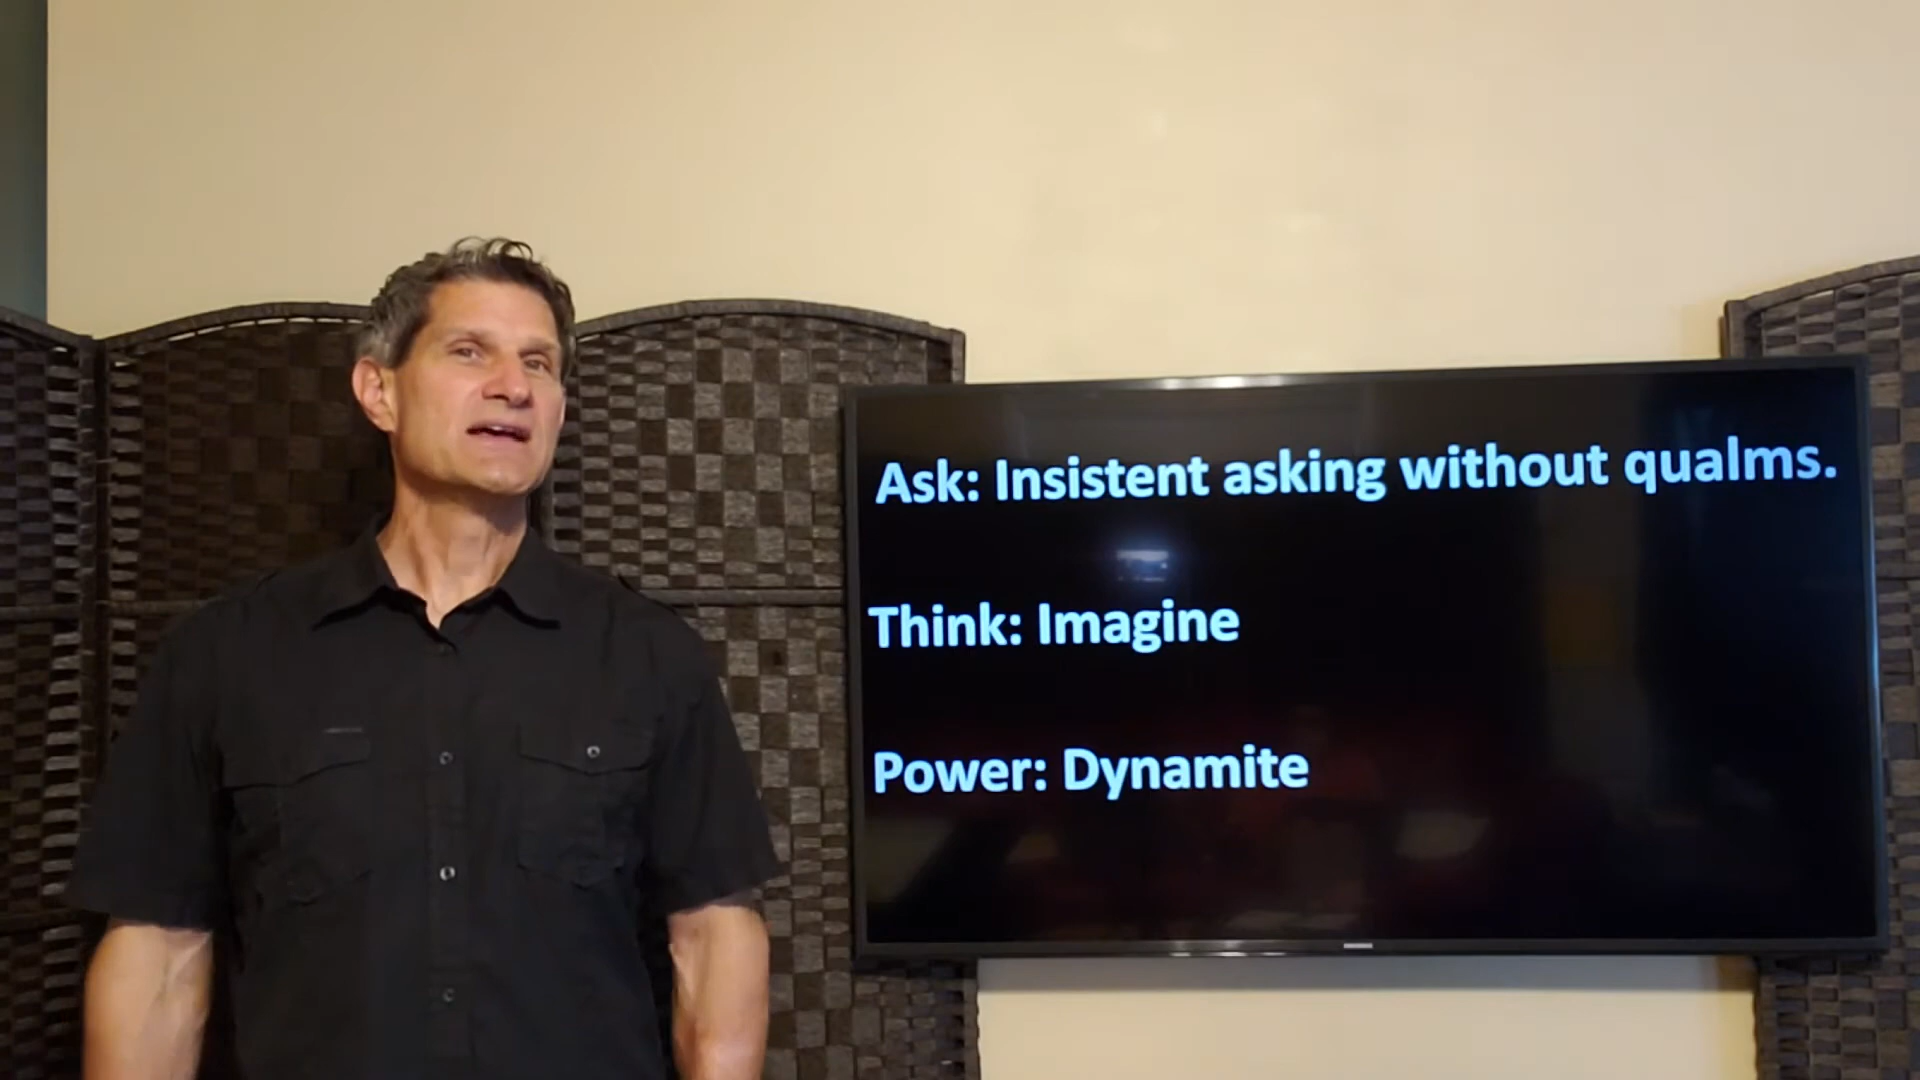 Ask: Insistent asking without qualms.
Think: Imagine
Power: Dynamite